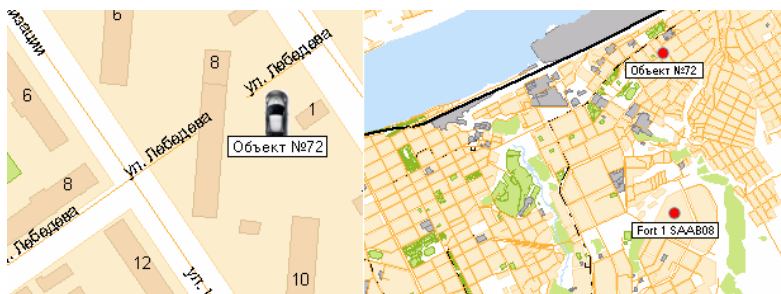 изации
6
6
8
ул. Лебедева
1
ул. Лебедева
Объект №72
8
Лебедева
12
10
ул.
Объект №72
Fort 1 SAAB08